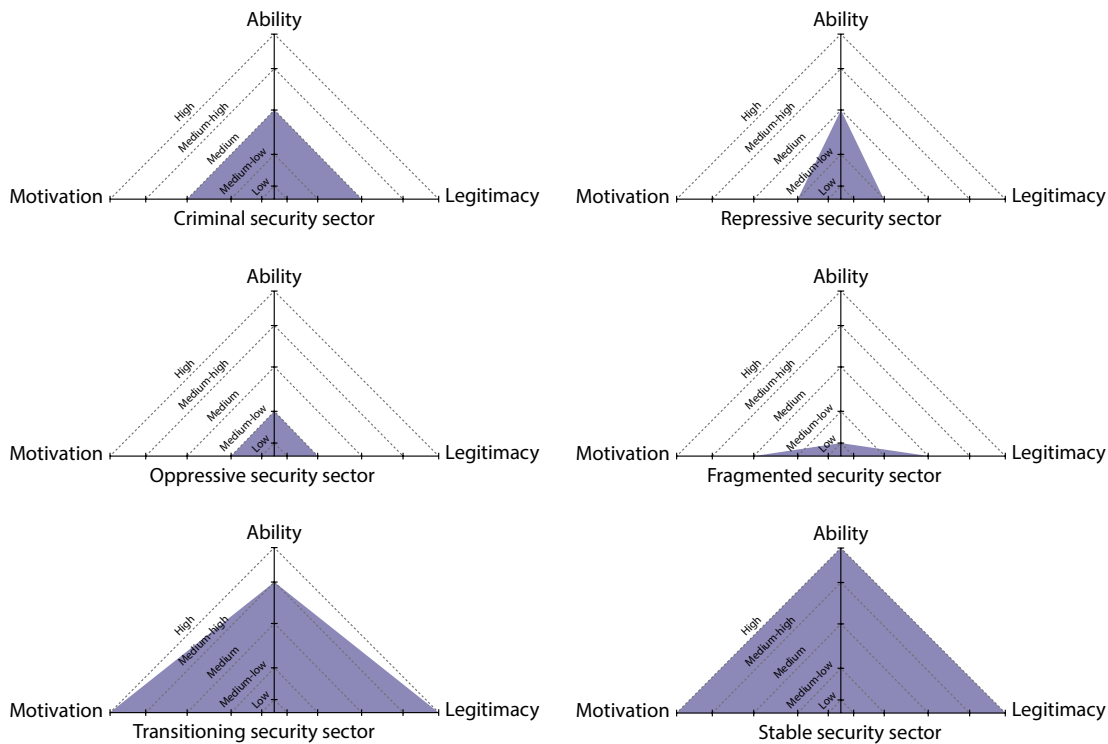 Ability
High
Medium-high
Medium
Medium-low
Low
Motivation
Legitimacy
Criminal security sector
Ability
High
Medium-high
Medium
Medium-low
Low
Motivation
Legitimacy
Repressive security sector
Ability
High
Medium-high
Medium
Medium-low
Low
Motivation
Legitimacy
Oppressive security sector
Ability
High
Medium-high
Medium
Medium-low
Low
Motivation
Legitimacy
Fragmented security sector
Ability
High
Medium-high
Medium
Medium-low
Low
Motivation
Legitimacy
Transitioning security sector
Ability
High
Medium-high
Medium
Medium-low
Low
Motivation
Legitimacy
Stable security sector